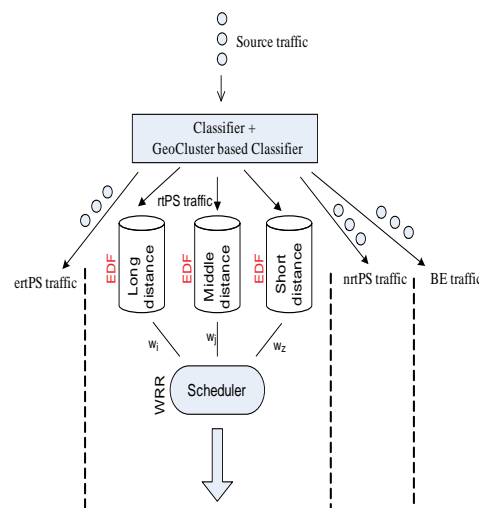 Source traffic
Classifier +
GeoCluster based Classifier
rtPS traffic
EDF
Long
distance
EDF
Middle
distance
EDF
Short
distance
ertPS traffic
nrtPS traffic
BE traffic
wi
wj
wz
WRR
Scheduler